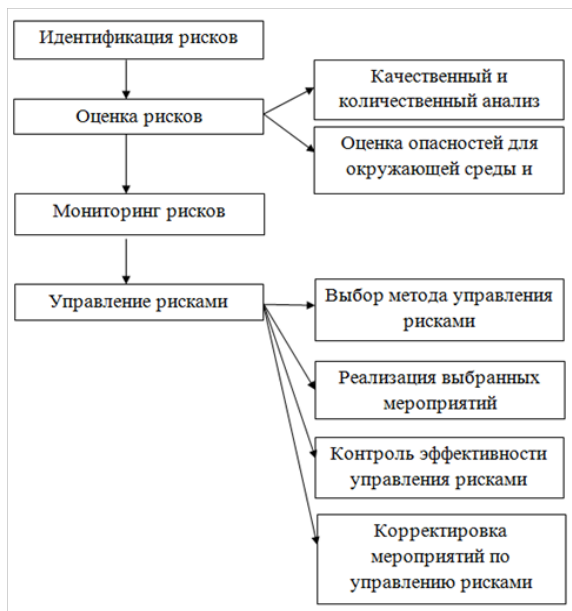 Идентификация рисков
Оценка рисков
Качественный и
количественный анализ
Оценка опасностей для
окружающей среды и
Мониторинг рисков
Управление рисками
Выбор метода управления
рисками
Реализация выбранных
мероприятий
Контроль эффективности
управления рисками
Корректировка
мероприятий по
управлению рисками